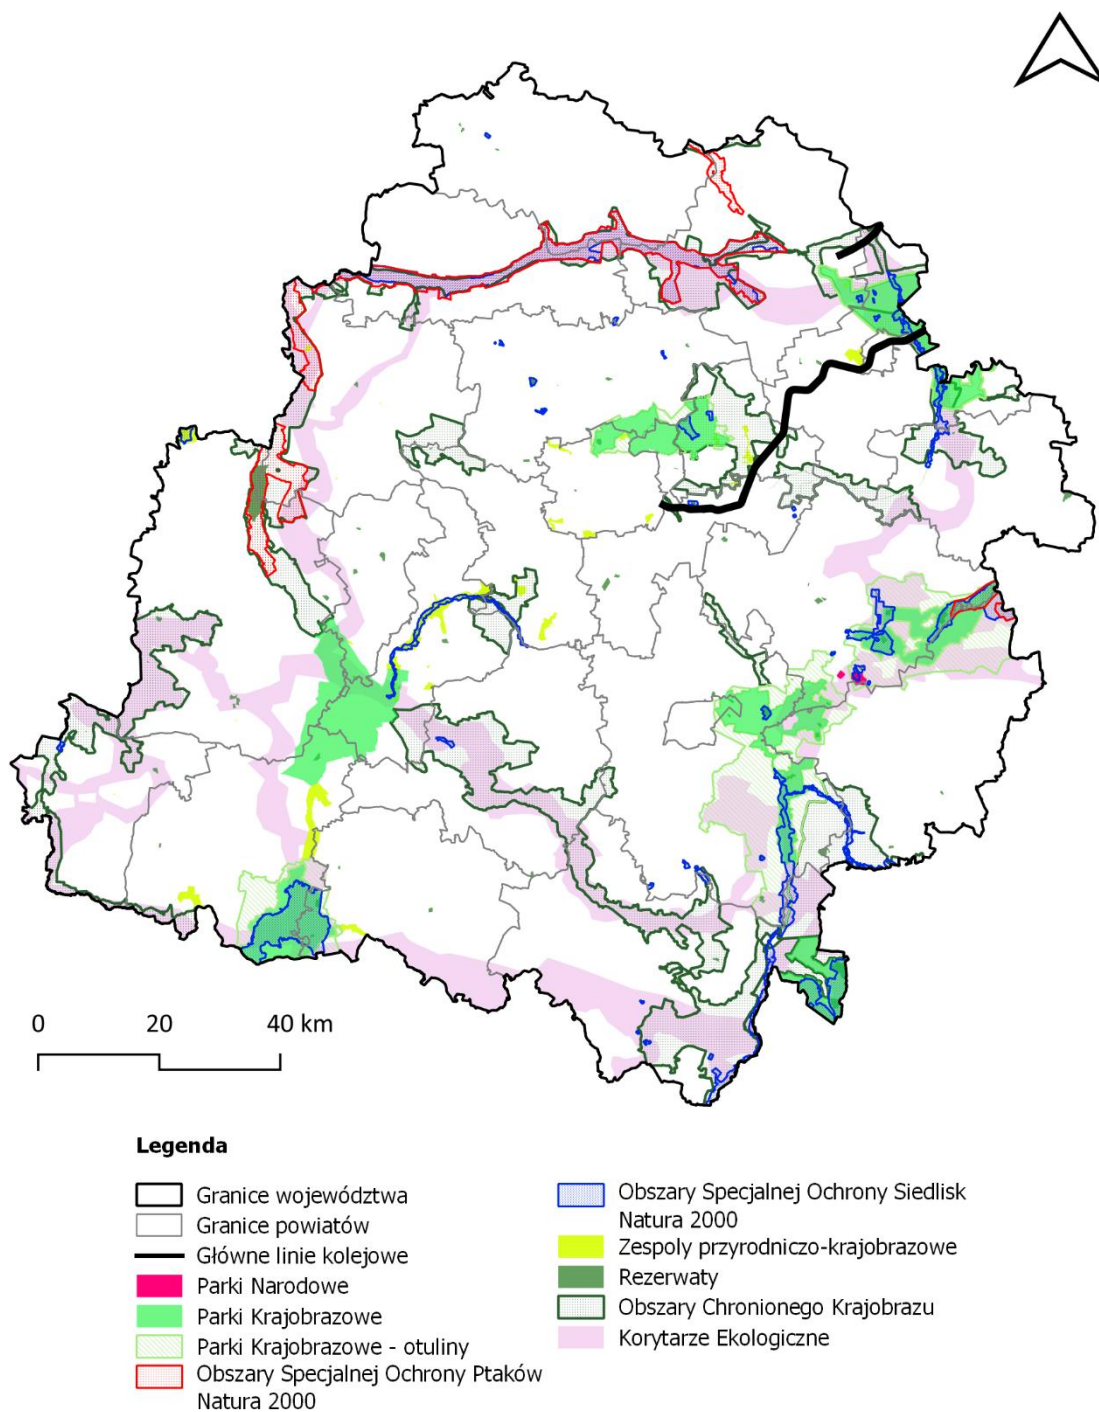 0 20 40 km
Legenda
Granice województwa
Granice powiatów
Główne linie kolejowe
Parki Narodowe
Parki Krajobrazowe
Parki Krajobrazowe - otuliny
Obszary Specjalnej Ochrony Ptaków
Natura 2000
Obszary Specjalnej Ochrony Siedlisk
Natura 2000
Zespoly przyrodniczo-krajobrazowe
Rezerwaty
Obszary Chronionego Krajobrazu
Korytarze Ekologiczne